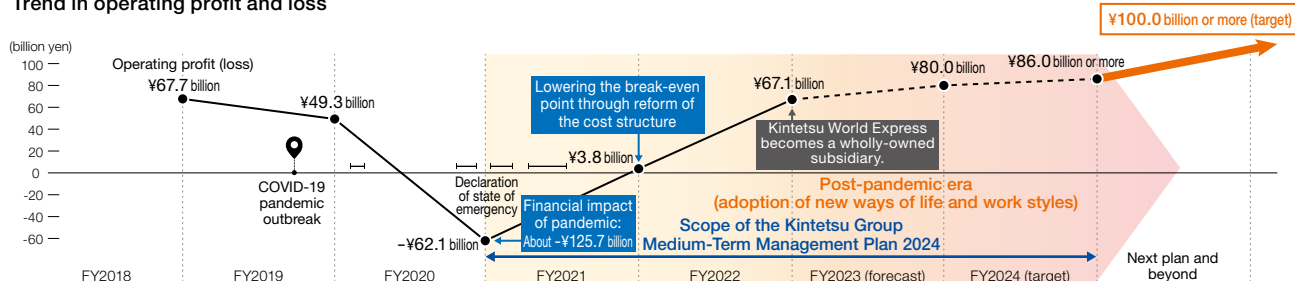 Trend in operating profit and loss
¥100.0 billion or more (target)
(billion yen)
100
80
60
40
20
0
-20
-40
-60
Operating profit (loss)
¥67.7 billion
¥49.3 billion
COVID-19
pandemic
outbreak
Declaration
of state of
emergency
–¥62.1 billion
Financial impact
of pandemic:
About –¥125.7 billion
Lowering the break-even
point through reform of
the cost structure
¥3.8 billion
¥67.1 billion
Kintetsu World Express
becomes a wholly-owned
subsidiary.
¥80.0 billion
¥86.0 billion or more
Post-pandemic era
(adoption of new ways of life and work styles)
Scope of the Kintetsu Group
Medium-Term Management Plan 2024
FY2018
FY2019
FY2020
FY2021
FY2022
FY2023 (forecast)
FY2024 (target)
Next plan and
beyond